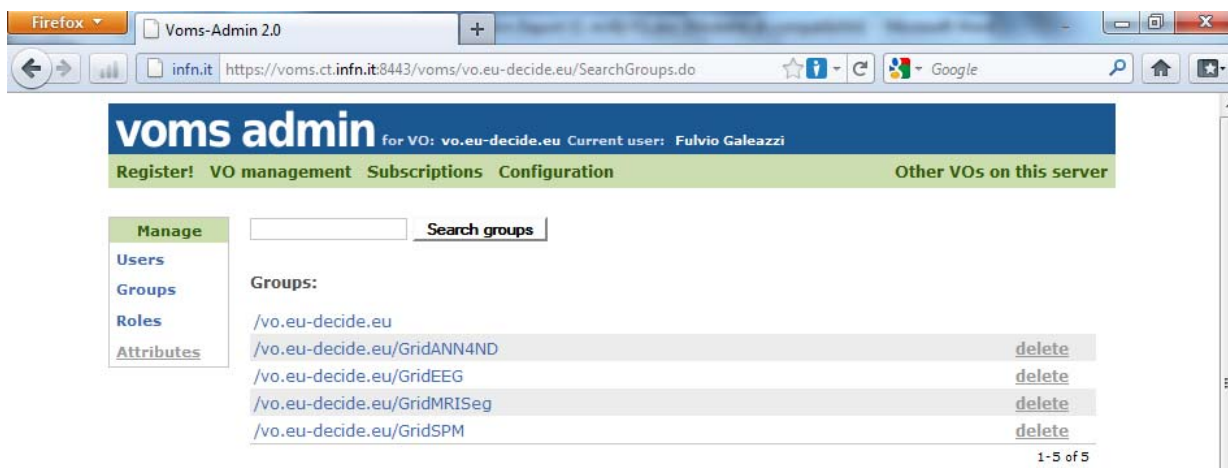 Firefox
Voms-Admin 2.0
infn.it https://voms.ct.infn.it:8443/voms/vo.eu-decide.eu/SearchGroups.do
Google
voms admin for VO: vo.eu-decide.eu Current user: Fulvio Galeazzi
Register! VO management Subscriptions Configuration Other VOs on this server
Manage
Users
Groups
Roles
Attributes
Search groups
Groups:
/vo.eu-decide.eu
/vo.eu-decide.eu/GridANN4ND delete
/vo.eu-decide.eu/GridEEG delete
/vo.eu-decide.eu/GridMRISeg delete
/vo.eu-decide.eu/GridSPM delete
1-5 of 5